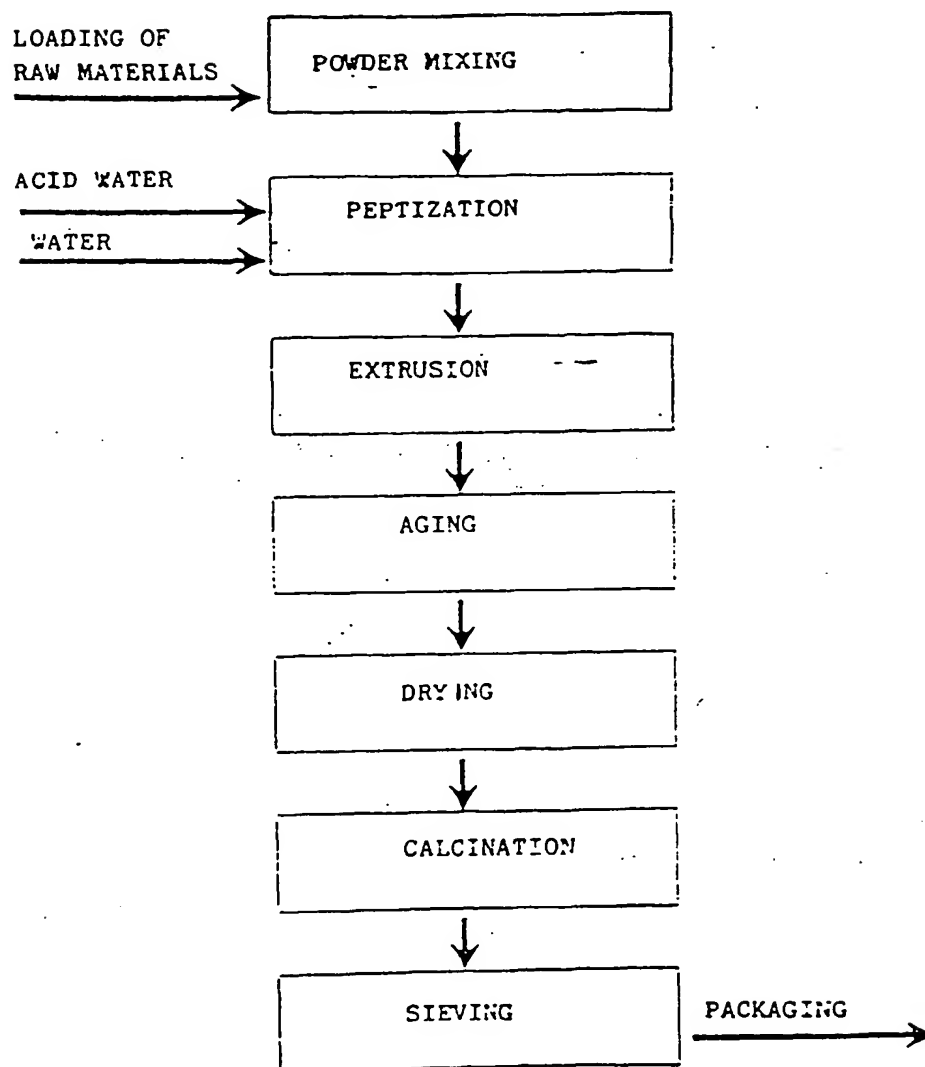 LOADING OF
RAW MATERIALS
POWDER MIXING
ACID WATER
WATER
PEPTIZATION
EXTRUSION
AGING
DRYING
CALCINATION
SIEVING
PACKAGING